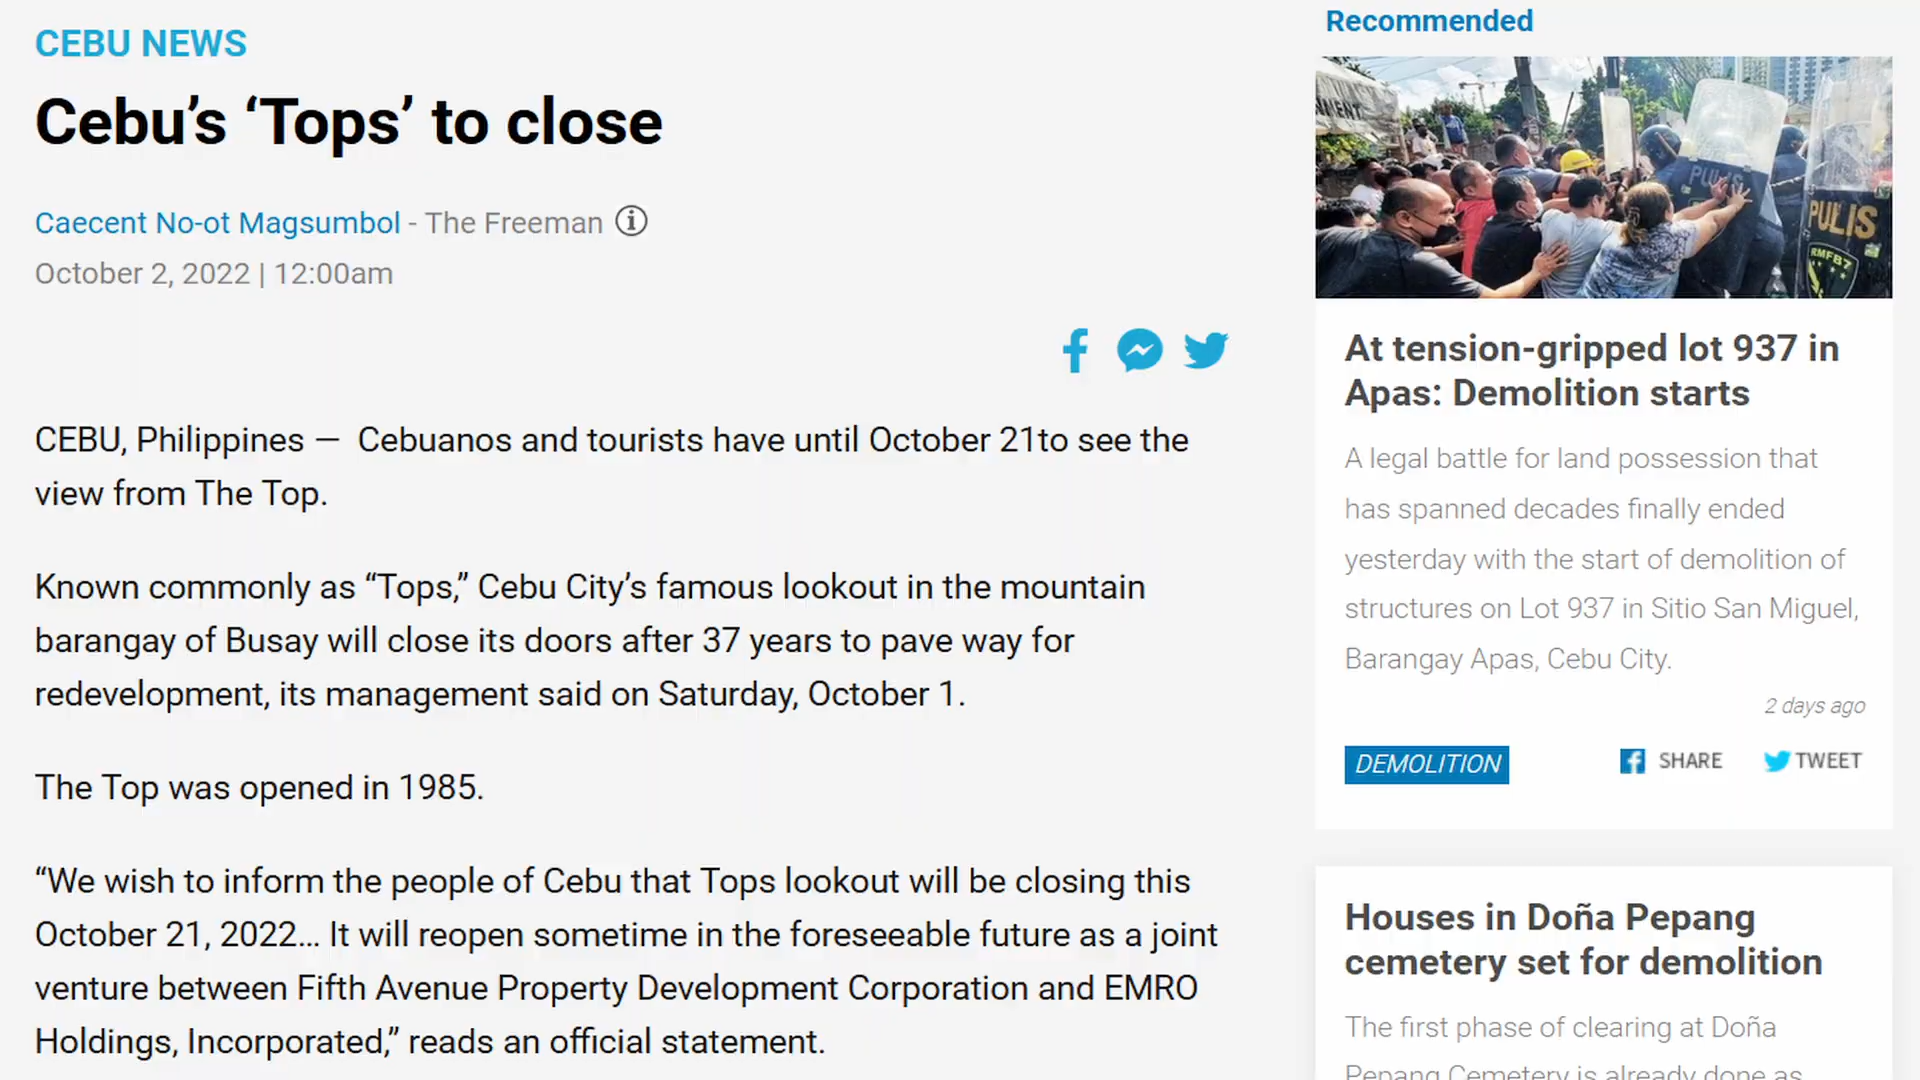 CEBU NEWS
Cebu's ‘Tops’ to close
Caecent No-ot Magsumbol - The Freeman
October 2, 2022 | 12:00am
CEBU, Philippines — Cebuanos and tourists have until October 21to see the
view from The Top.
Known commonly as “Tops,” Cebu City’s famous lookout in the mountain
barangay of Busay will close its doors after 37 years to pave way for
redevelopment, its management said on Saturday, October 1.
The Top was opened in 1985.
“We wish to inform the people of Cebu that Tops lookout will be closing this
October 21, 2022... It will reopen sometime in the foreseeable future as a joint
venture between Fifth Avenue Property Development Corporation and EMRO
Holdings, Incorporated,” reads an official statement.
Recommended
PULIS
PULIS
RMFB7
At tension-gripped lot 937 in
Apas: Demolition starts
A legal battle for land possession that
has spanned decades finally ended
yesterday with the start of demolition of
structures on Lot 937 in Sitio San Miguel,
Barangay Apas, Cebu City.
2 days ago
DEMOLITION
SHARE
TWEET
Houses in Doña Pepang
cemetery set for demolition
The first phase of clearing at Doña
Pepang Cemetery is already done as